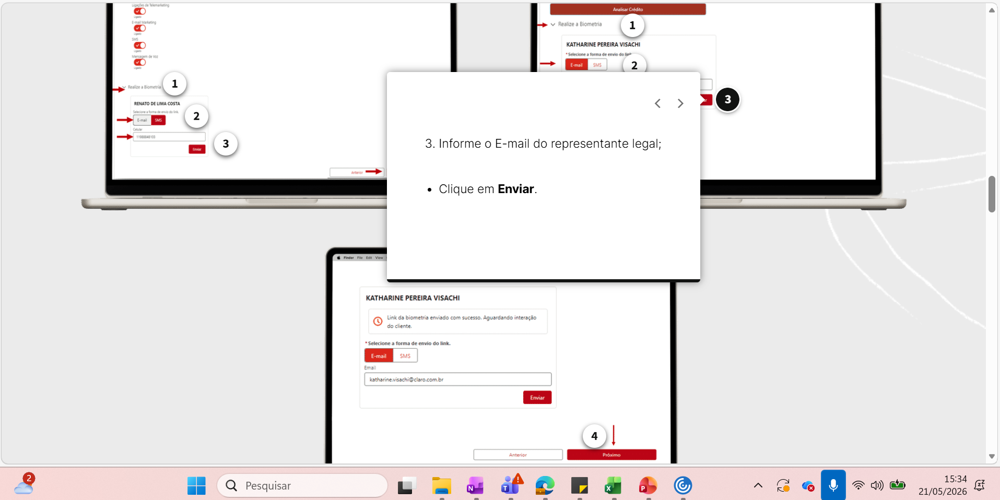 Ligações de Telemarketing
Ligado
E-mail Marketing
Ligado
SMS
Ligado
Mensagem de Voz
Ligado
Realize a Biometria
1
RENATO DE LIMA COSTA
Selecione a forma de envio do link.
2
E-mail
SMS
Celular
11988848103
3
Enviar
Anterior
Analisar Crédito
Realize a Biometria
1
KATHARINE PEREIRA VISACHI
*Selecione a forma de envio do link
E-mail
SMS
2
3
3. Informe o E-mail do representante legal;
• Clique em Enviar.
Finder File Edit View
KATHARINE PEREIRA VISACHI
Link da biometria enviado com sucesso. Aguardando interação
do cliente.
*Selecione a forma de envio do link.
E-mail
SMS
Email
katharine.visachi@claro.com.br
Enviar
4
Anterior
Próximo
2
Pesquisar
15:34
21/05/2026